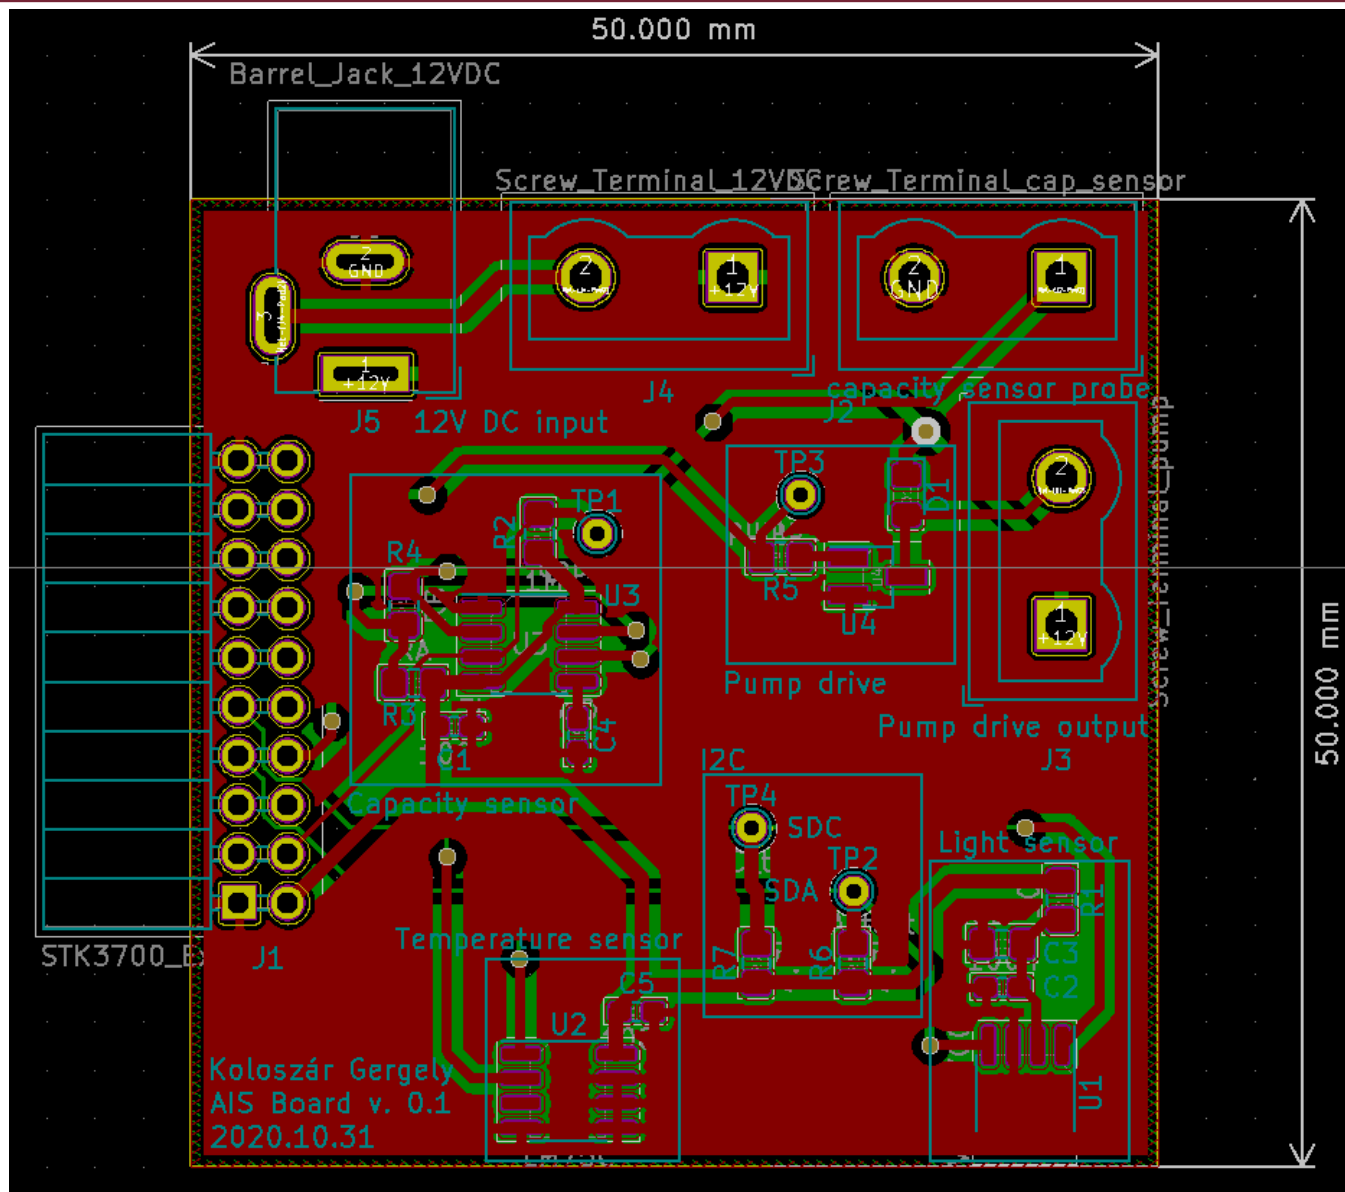 50.000 mm
Barrel_Jack_12VDC
Screw_Terminal_12VDC
Screw_Terminal_cap_sensor
2
GND
3
1
+12V
2
1
+12V
2
GND
1
J4
capacity sensor probe
J5
12V DC input
J2
TP3
D1
2
TP1
R2
R4
R5
U4
U3
1
+12V
50.000 mm
Pump drive
R3
Pump drive output
C4
C1
J3
I2C
Capacity sensor
TP4
SDC
Light sensor
TP2
SDA
R1
Temperature sensor
STK3700_E
J1
R7
R6
C3
C5
C2
U2
Koloszár Gergely
AIS Board v. 0.1
2020.10.31
U1